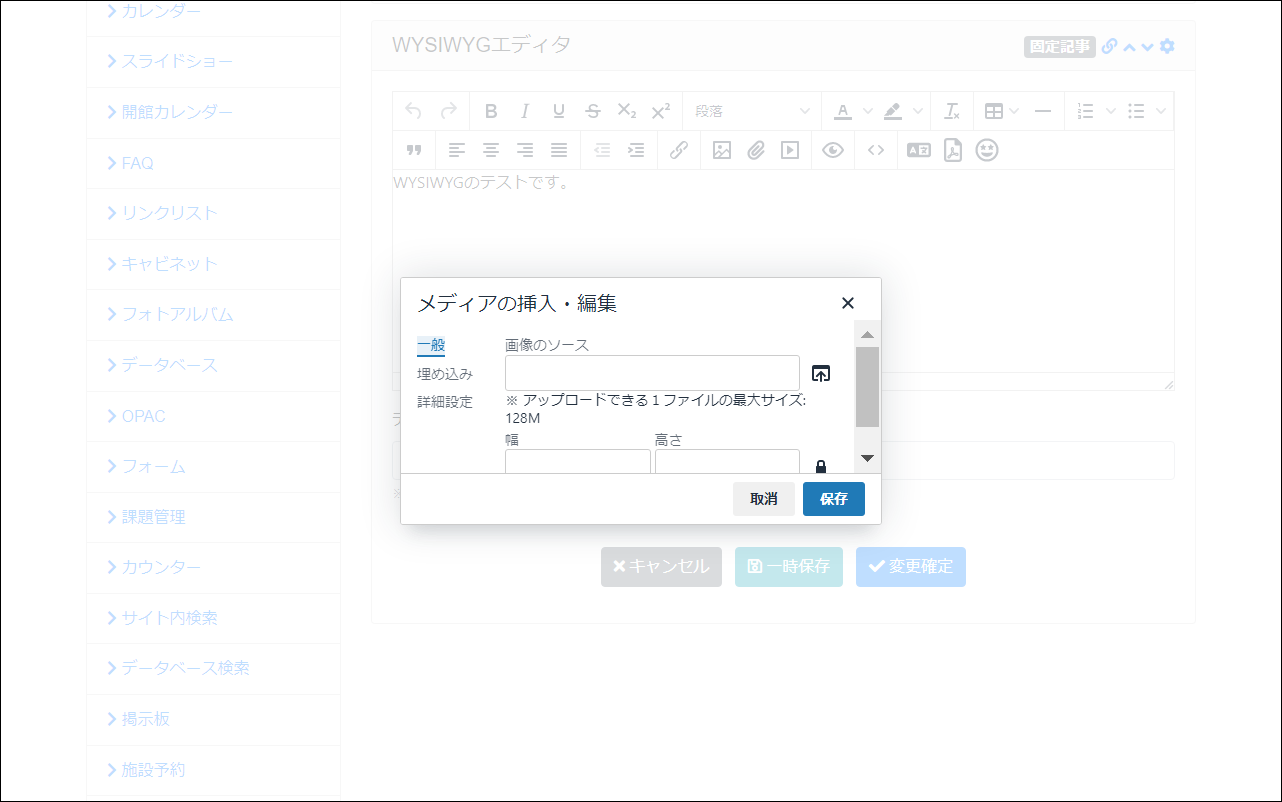 カレンダー
スライドショー
開館カレンダー
FAQ
リンクリスト
キャビネット
フォトアルバム
データベース
OPAC
フォーム
課題管理
カウンター
サイト内検索
データベース検索
掲示板
施設予約
WYSIWYGエディタ
固定記事
段落
WYSIWYGのテストです。
メディアの挿入・編集
一般
埋め込み
詳細設定
画像のソース
※ アップロードできる 1 ファイルの最大サイズ:
128M
幅
高さ
取消
保存
キャンセル
一時保存
変更確定